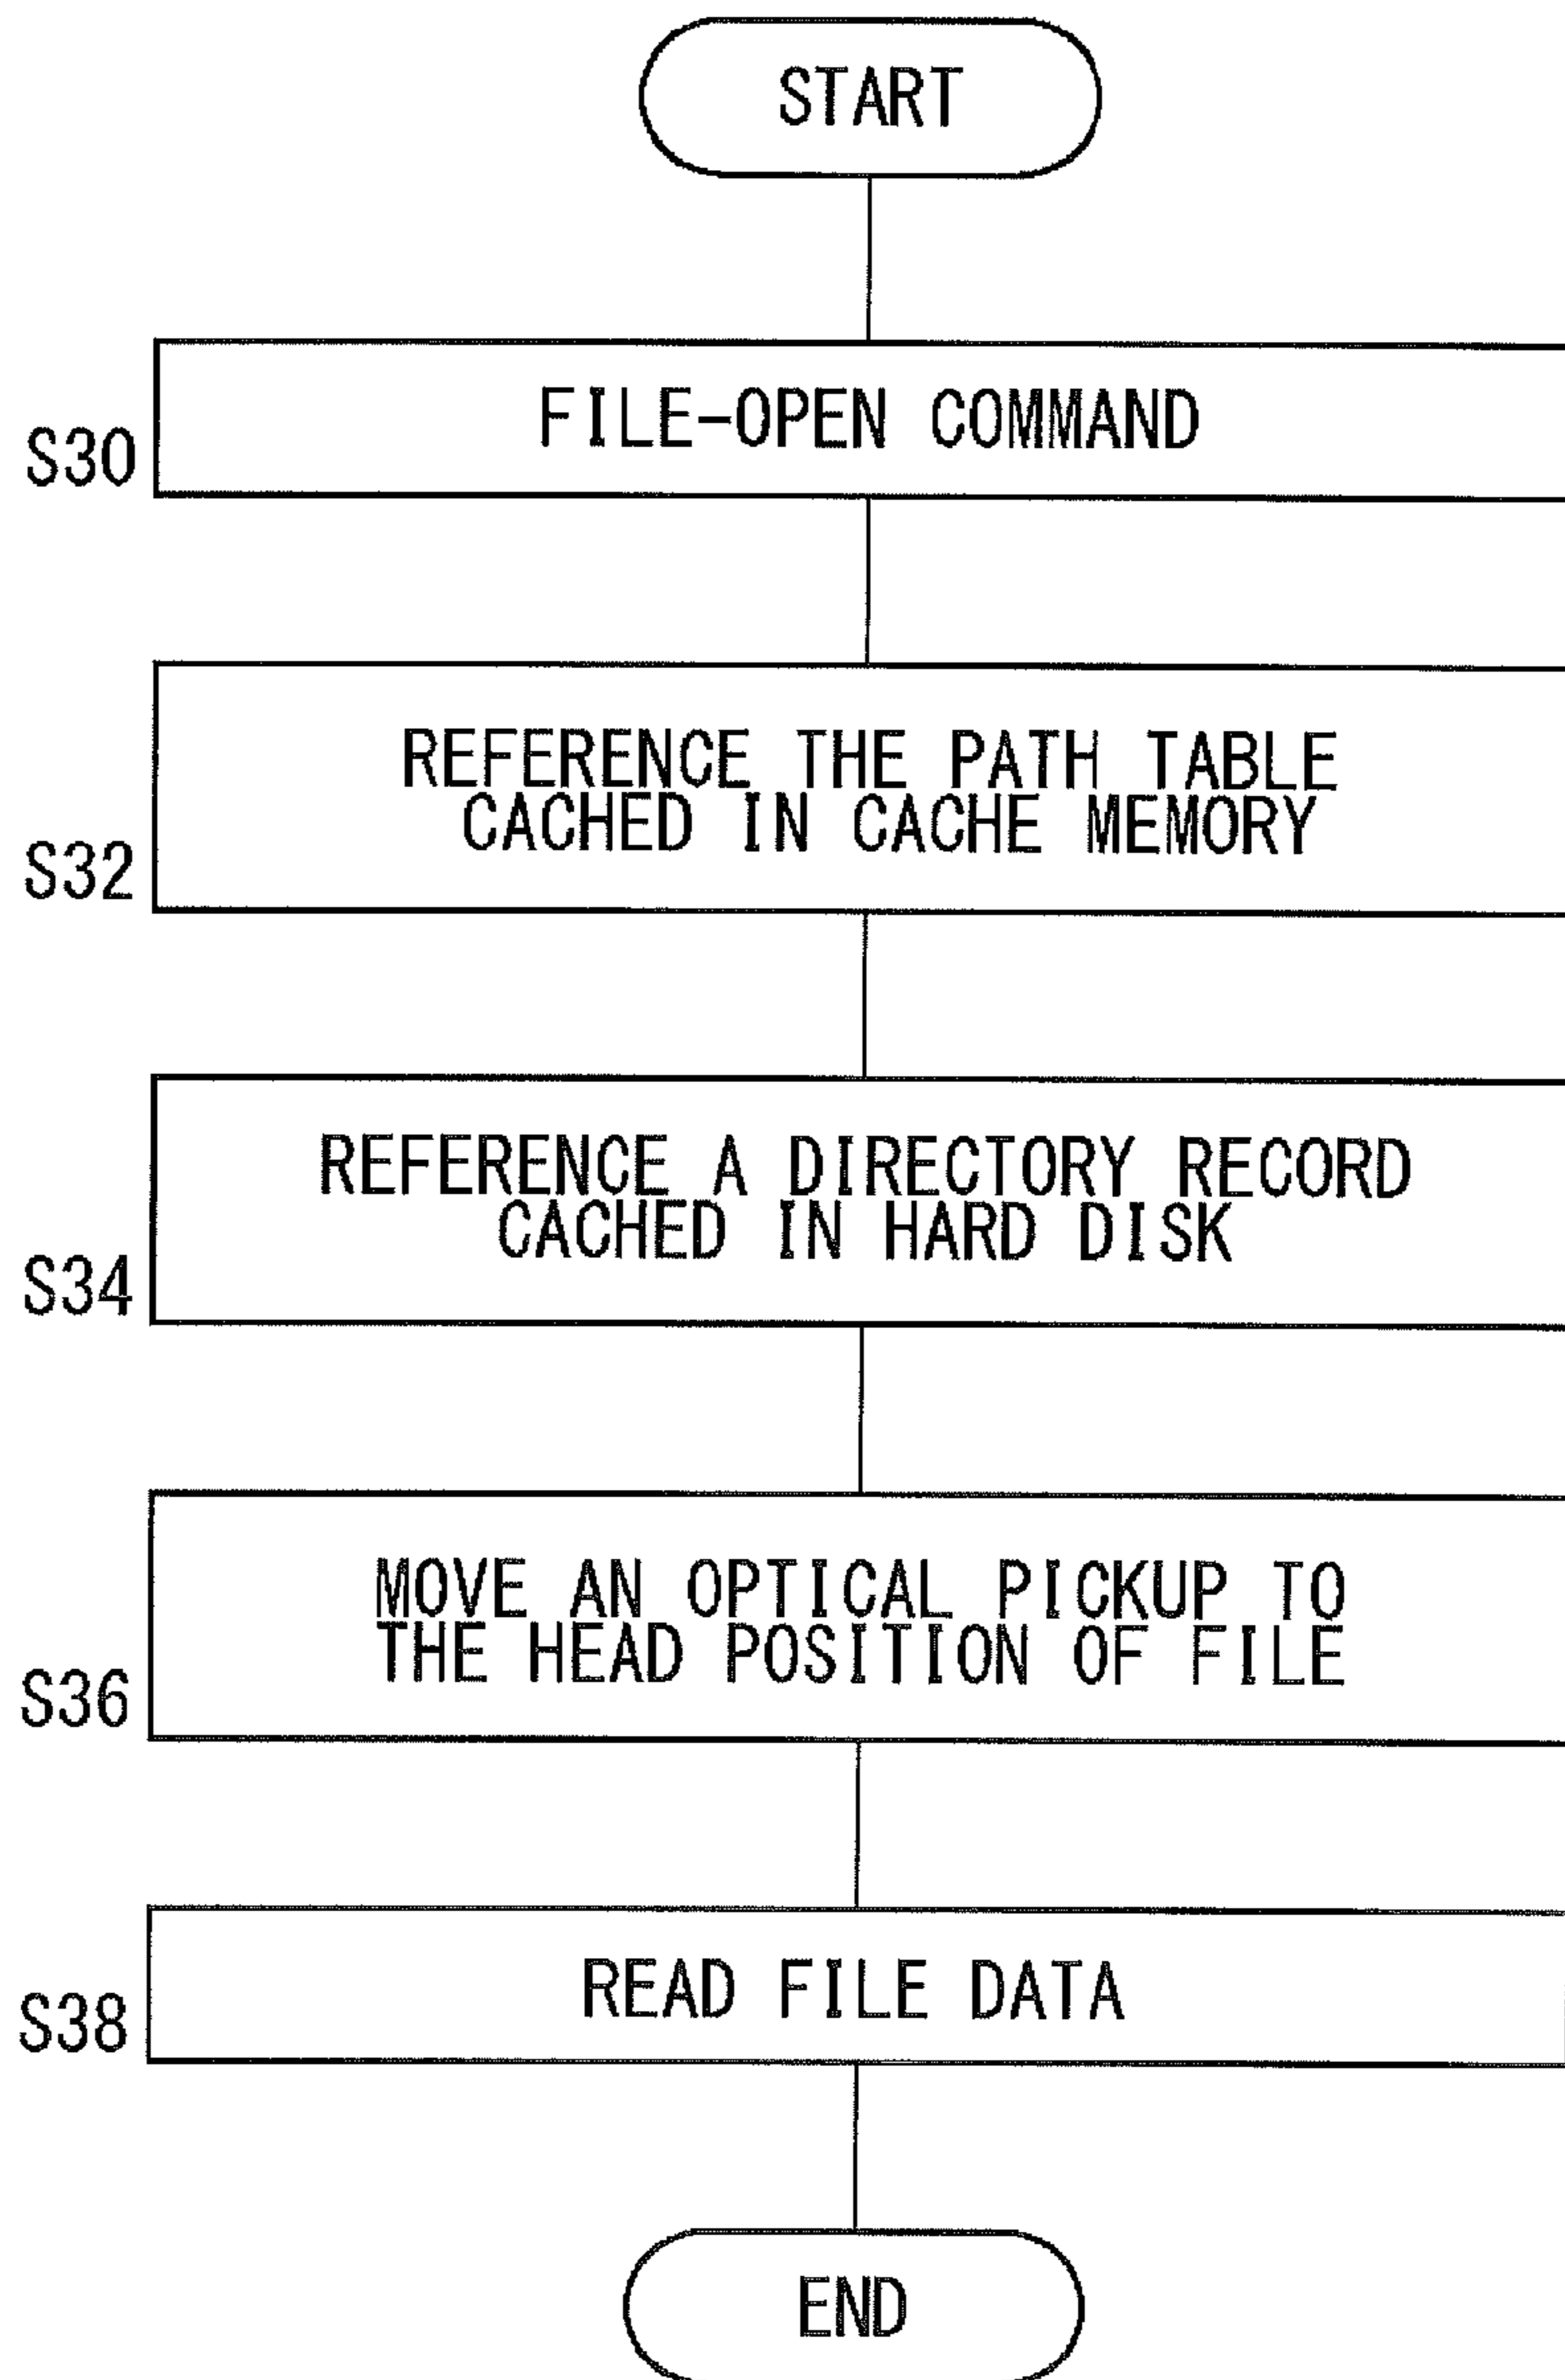 START
FILE-OPEN COMMAND
S30
REFERENCE THE PATH TABLE
CACHED IN CACHE MEMORY
S32
REFERENCE A DIRECTORY RECORD
CACHED IN HARD DISK
S34
MOVE AN OPTICAL PICKUP TO
THE HEAD POSITION OF FILE
S36
READ FILE DATA
S38
END